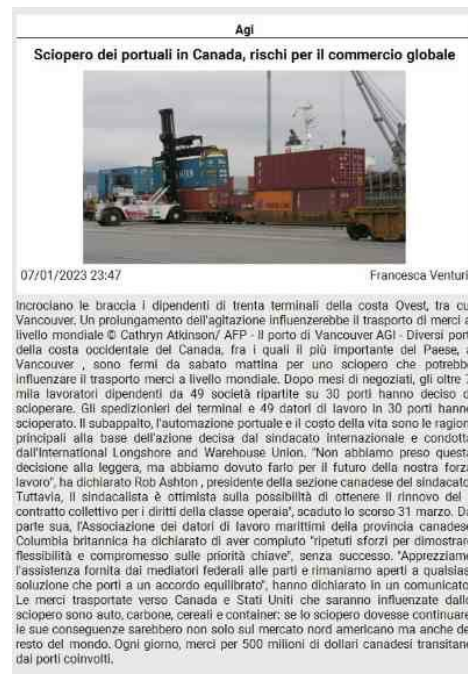 Agi
Sciopero dei portuali in Canada, rischi per il commercio globale
07/01/2023 23:47
Francesca Venturi
Incrociano le braccia i dipendenti di trenta terminali della costa Ovest, tra cu
Vancouver. Un prolungamento dell'agitazione influenzerebbe il trasporto di merci a
livello mondiale © Cathryn Atkinson/ AFP - Il porto di Vancouver AGI - Diversi port
della costa occidentale del Canada, fra i quali il più importante del Paese, a
Vancouver , sono fermi da sabato mattina per uno sciopero che potrebbe
influenzare il trasporto merci a livello mondiale. Dopo mesi di negoziati, gli oltre 7
mila lavoratori dipendenti da 49 società ripartite su 30 porti hanno deciso d
scioperare. Gli spedizionieri del terminal e 49 datori di lavoro in 30 porti hanno
scioperato. Il subappalto, l'automazione portuale e il costo della vita sono le ragion
principali alla base dell'azione decisa dal sindacato internazionale e condotta
dall'International Longshore and Warehouse Union. "Non abbiamo preso questa
decisione alla leggera, ma abbiamo dovuto farlo per il futuro della nostra forza
lavoro", ha dichiarato Rob Ashton , presidente della sezione canadese del sindacato
Tuttavia, il sindacalista è ottimista sulla possibilità di ottenere il rinnovo del "
contratto collettivo per i diritti della classe operaia", scaduto lo scorso 31 marzo. Da
parte sua, l'Associazione dei datori di lavoro marittimi della provincia canadese
Columbia britannica ha dichiarato di aver compiuto "ripetuti sforzi per dimostrare
flessibilità e compromesso sulle priorità chiave", senza successo. "Apprezziamo
l'assistenza fornita dai mediatori federali alle parti e rimaniamo aperti a qualsias
soluzione che porti a un accordo equilibrato", hanno dichiarato in un comunicato
Le merci trasportate verso Canada e Stati Uniti che saranno influenzate dallo
sciopero sono auto, carbone, cereali e container: se lo sciopero dovesse continuare
le sue conseguenze sarebbero non solo sul mercato nord americano ma anche de
resto del mondo. Ogni giorno, merci per 500 milioni di dollari canadesi transitano
dai porti coinvolti.